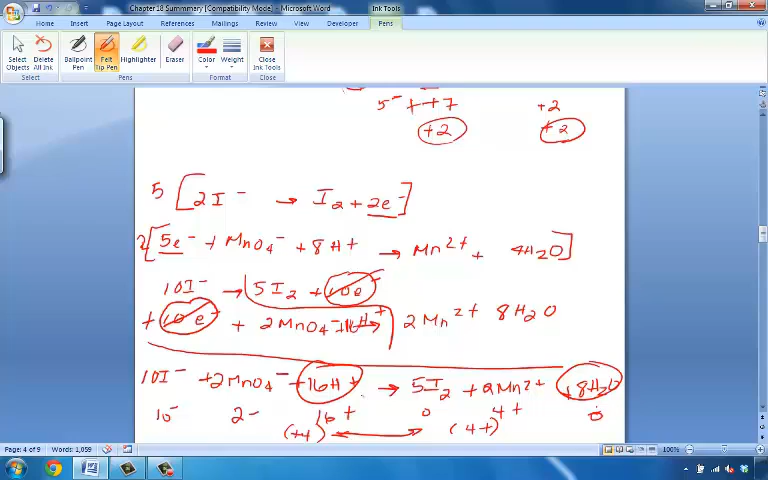 Chapter 18 Summmary [Compatibility Mode] - Microsoft Word
Ink Tools
Home Insert Page Layout References Mailings Review View Developer Pens
Select Objects
Delete All Ink
Ballpoint Pen
Felt Tip Pen
Highlighter
Eraser
Color
Weight
Close Ink Tools
Select Pens Format Close
5⁻ + +7 +2
+2 +2
5 [2I⁻ → I₂ + 2e⁻]
2[5e⁻ + MnO₄⁻ + 8H+ → Mn²⁺ + 4H₂O]
10I⁻ → 5I₂ + 10e⁻
+ 10e⁻ + 2MnO₄⁻ + 16H⁺ → 2Mn²⁺ 8H₂O
10I⁻ + 2MnO₄⁻ + 16H+ → 5I₂ + 2Mn²⁺ + 8H₂O
10⁻ 2- 16+ 0 4+ 0
(+4) ↔ (4+)
Page: 4 of 9 Words: 1,059 100%